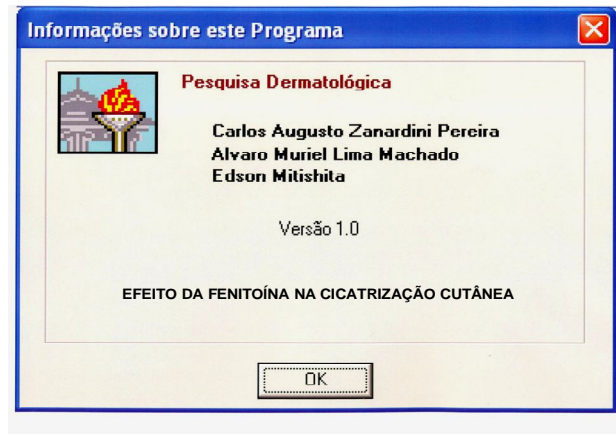 Informações sobre este Programa
Pesquisa Dermatológica
Carlos Augusto Zanardini Pereira
Alvaro Muriel Lima Machado
Edson Mitishita
Versão 1.0
EFEITO DA FENITOÍNA NA CICATRIZAÇÃO CUTÂNEA
OK